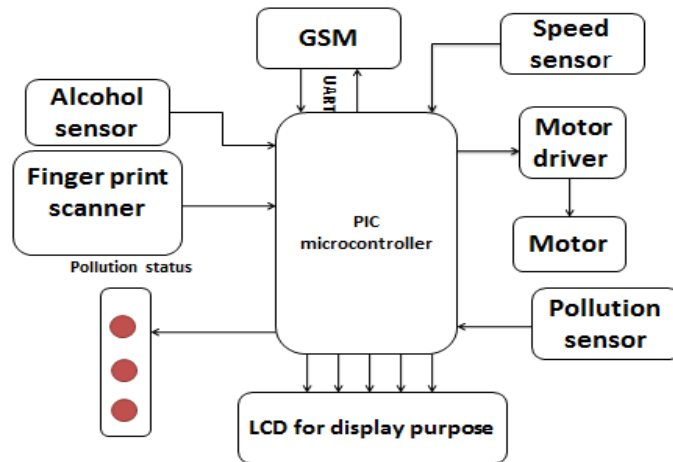 GSM
UART
Speed
sensor
Alcohol
sensor
Motor
driver
Finger print
scanner
PIC
microcontroller
Motor
Pollution status
Pollution
sensor
LCD for display purpose